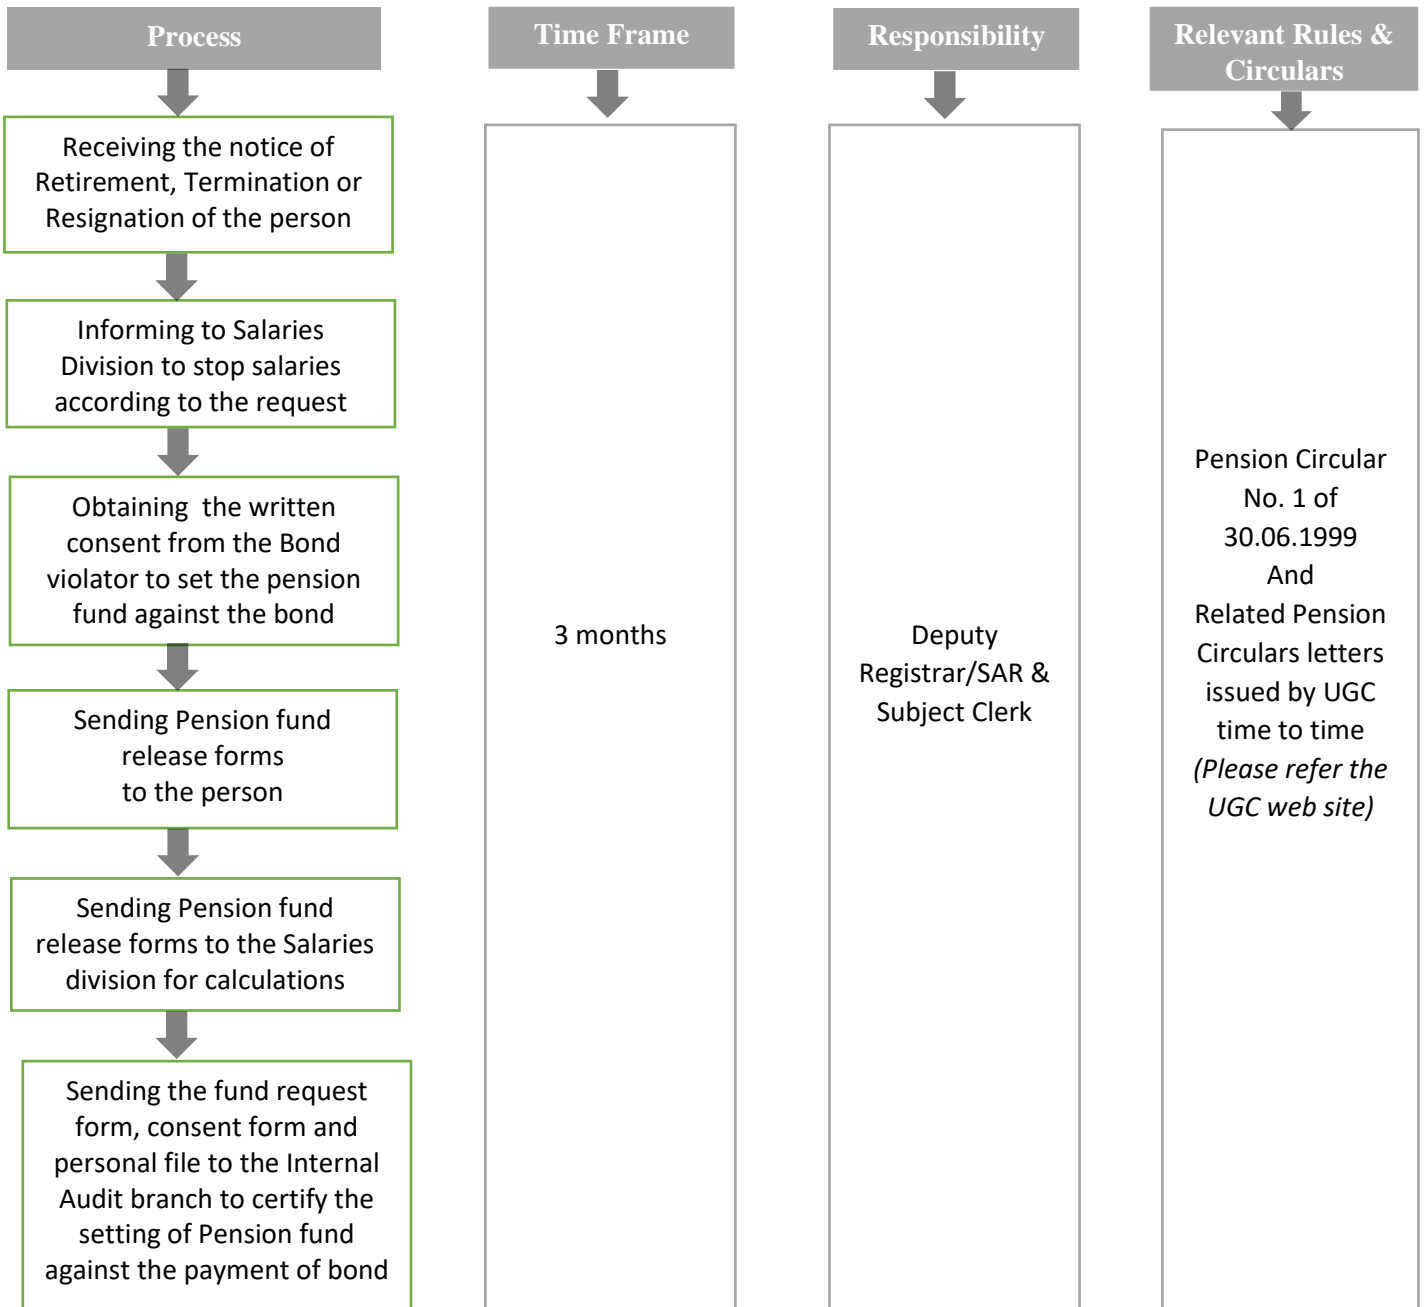 Process
Time Frame
Responsibility
Relevant Rules &
Circulars
Receiving the notice of
Retirement, Termination or
Resignation of the person
Informing to Salaries
Division to stop salaries
according to the request
Obtaining  the written
consent from the Bond
violator to set the pension
fund against the bond
Sending Pension fund
release forms
to the person
Sending Pension fund
release forms to the Salaries
division for calculations
Sending the fund request
form, consent form and
personal file to the Internal
Audit branch to certify the
setting of Pension fund
against the payment of bond
3 months
Deputy
Registrar/SAR &
Subject Clerk
Pension Circular
No. 1 of
30.06.1999
And
Related Pension
Circulars letters
issued by UGC
time to time
(Please refer the
UGC web site)